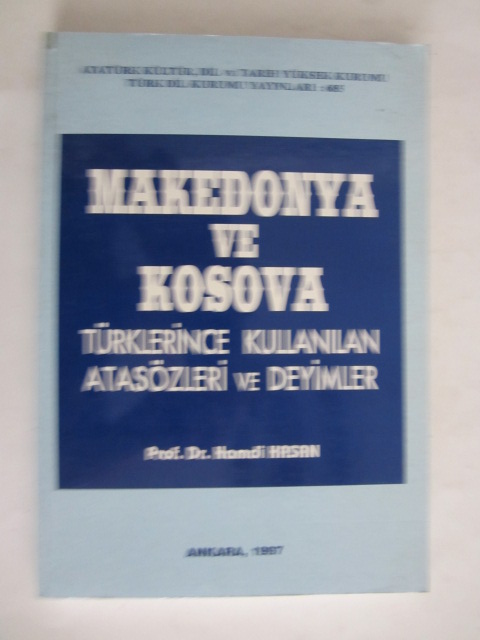 ATATÜRK KÜLTÜR, DİL ve TARİH YÜKSEK KURUMU
TÜRK DİL KURUMU YAYINLARI
MAKEDONYA
VE
KOSOVA
TÜRKLERİNCE KULLANILAN
ATASÖZLERİ VE DEYİMLER
Prof. Dr. Hamdi HASAN
ANKARA, 1997